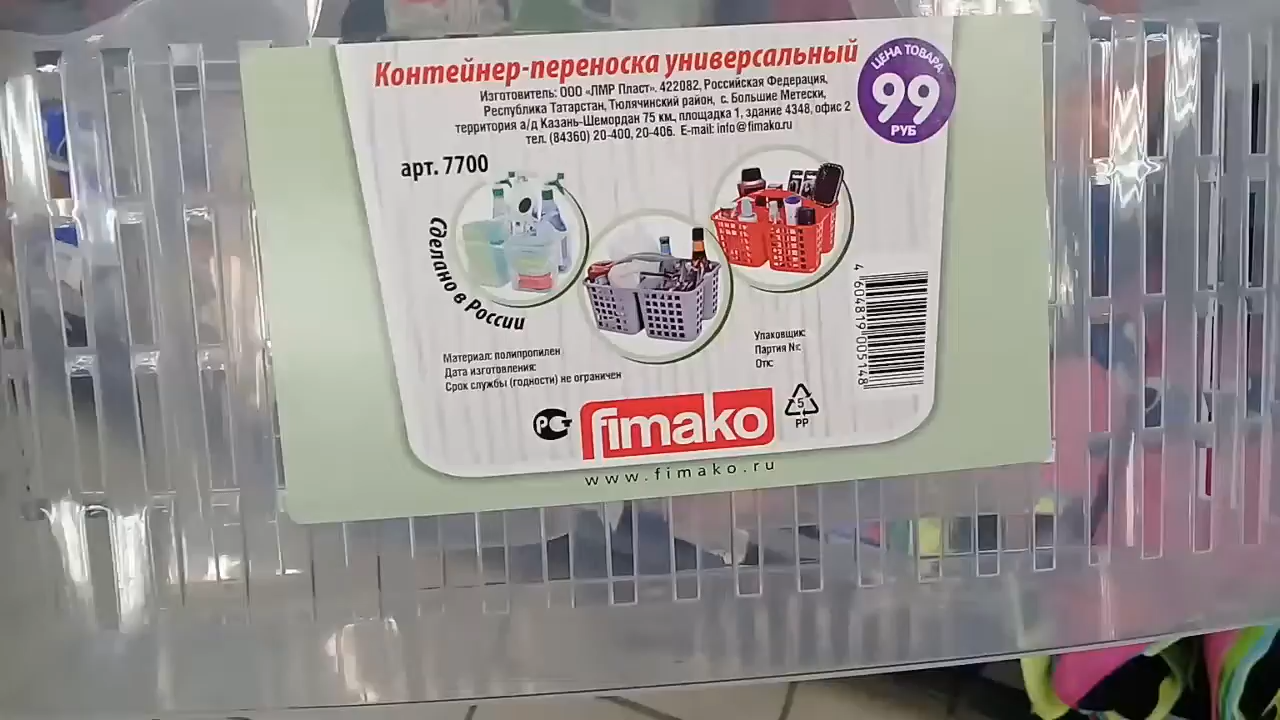 Контейнер-переноска универсальный
Изготовитель: ООО «ЛМР Пласт». 422082, Российская Федерация,
Республика Татарстан, Тюлячинский район, с. Большие Метески,
территория а/д Казань-Шемордан 75 км., площадка 1, здание 4348, офис 2
тел. (84360) 20-400, 20-406. E-mail: info@fimako.ru
ЦЕНА ТОВАРА
99
РУБ
арт. 7700
Сделано в России
Материал: полипропилен
Дата изготовления:
Срок службы (годности) не ограничен
Упаковщик:
Партия №:
Отк:
4 604819 005148
РСТ
fimako
5
PP
www.fimako.ru